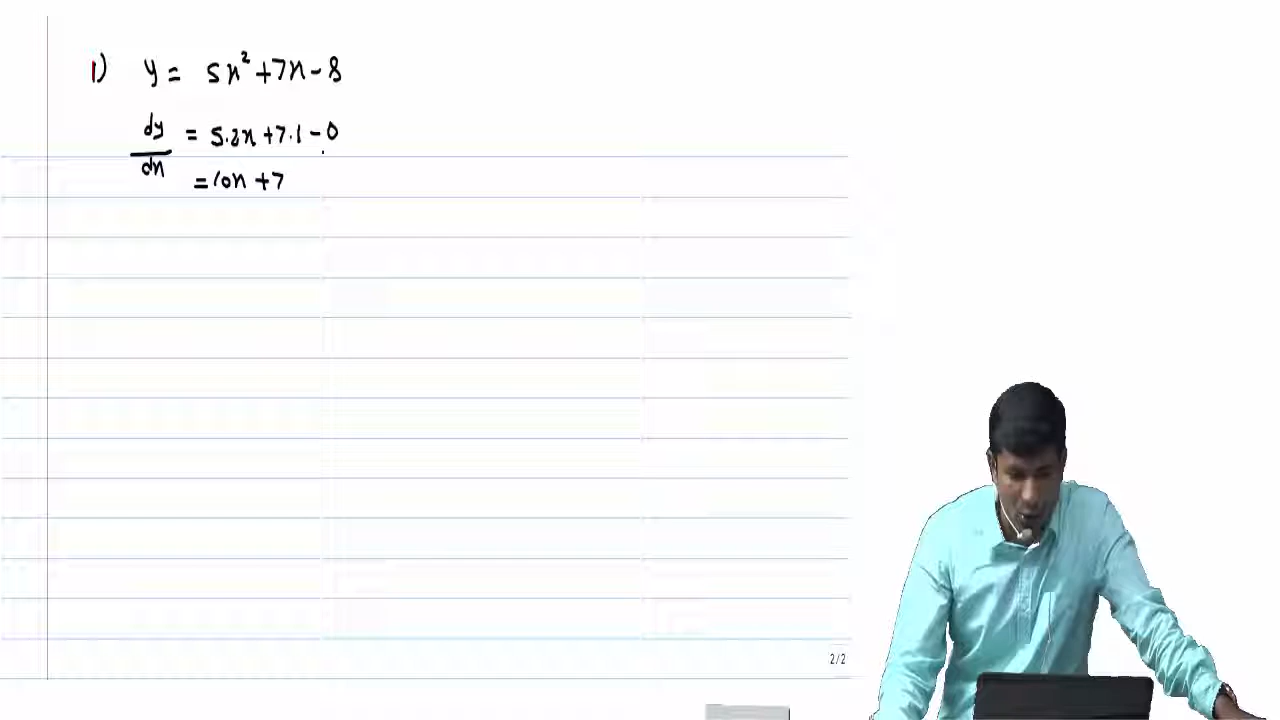 1) y = 5x² + 7x - 8
dy/dx = 5.2x + 7.1 - 0
= 10x + 7
2/2